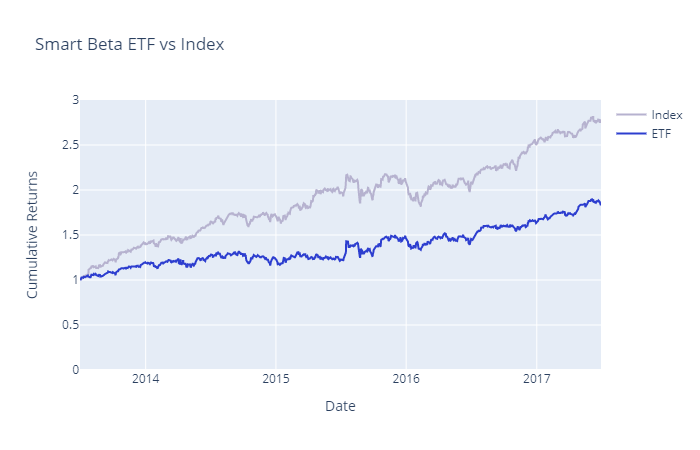 Smart Beta ETF vs Index
Index
ETF
Cumulative Returns
3
2.5
2
1.5
1
0.5
0
2014
2015
2016
2017
Date